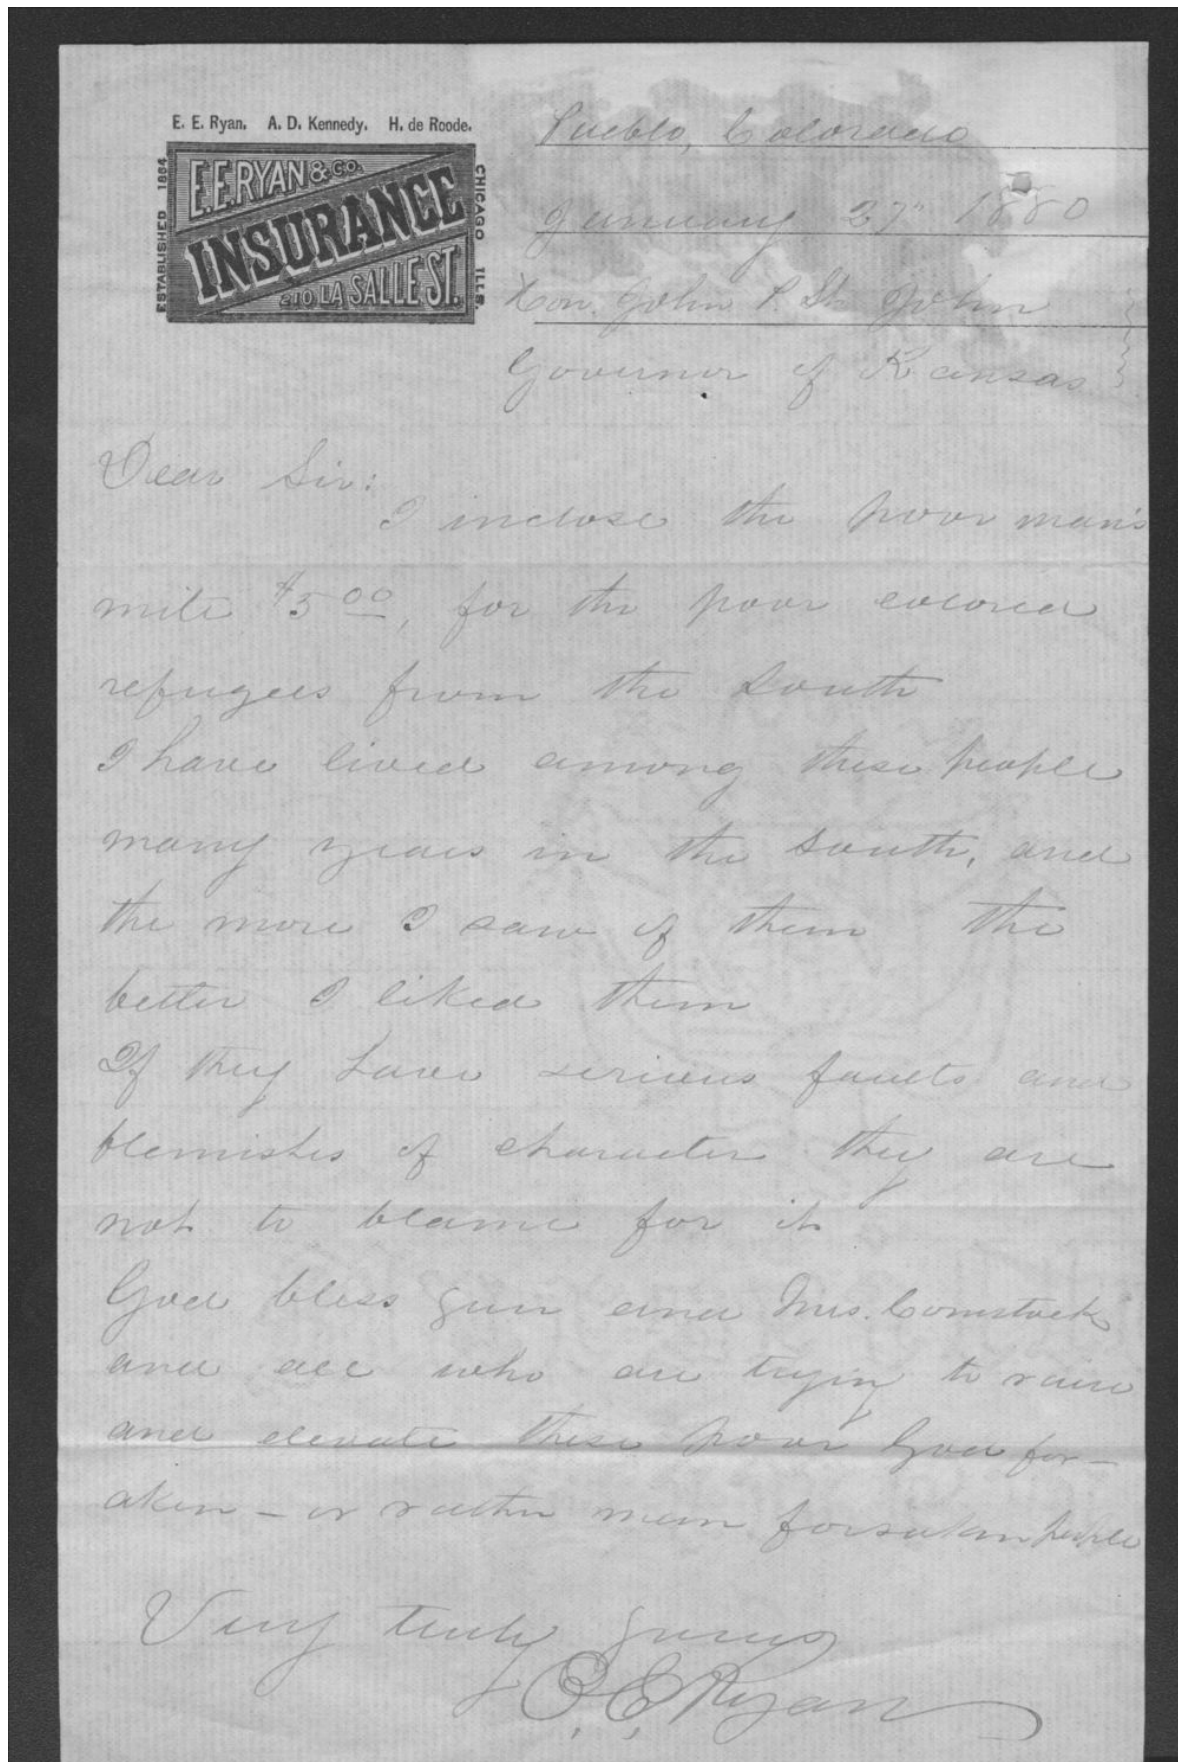 E. E. Ryan. A. D. Kennedy. H. de Roode.
ESTABLISHED 1864
E.E.RYAN & CO.
INSURANCE
210 LA SALLE ST.
CHICAGO ILLS.
Pueblo, Colorado
January 27" 1880
Hon. John P. St John
Governor of Kansas
Dear Sir:
I inclose the poor man's
mite $5 00, for the poor colored
refugees from the South
I have lived among these people
many years in the South, and
the more I saw of them the
better I liked them
If they have serious faults and
blemishes of character they are
not to blame for it
God bless you and Mrs. Comstock
and all who are trying to raise
and elevate these poor God for-
aken - or rather man forsaken people
Very truly yours
E. E. Ryan